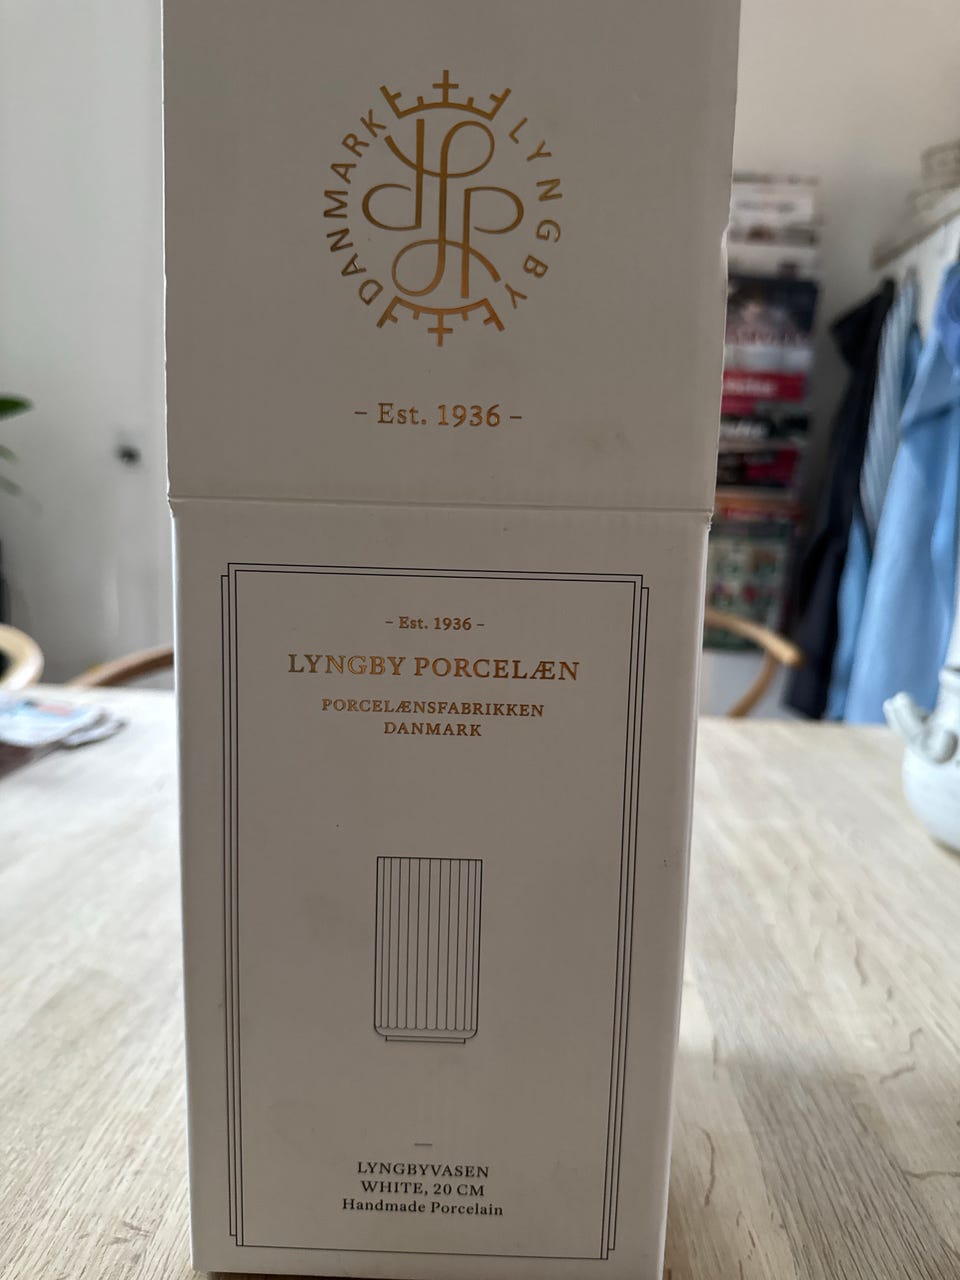 DANMARK LYNGBY
– Est. 1936 –
– Est. 1936 –
LYNGBY PORCELÆN
PORCELÆNSFABRIKKEN
DANMARK
LYNGBYVASEN
WHITE, 20 CM
Handmade Porcelain